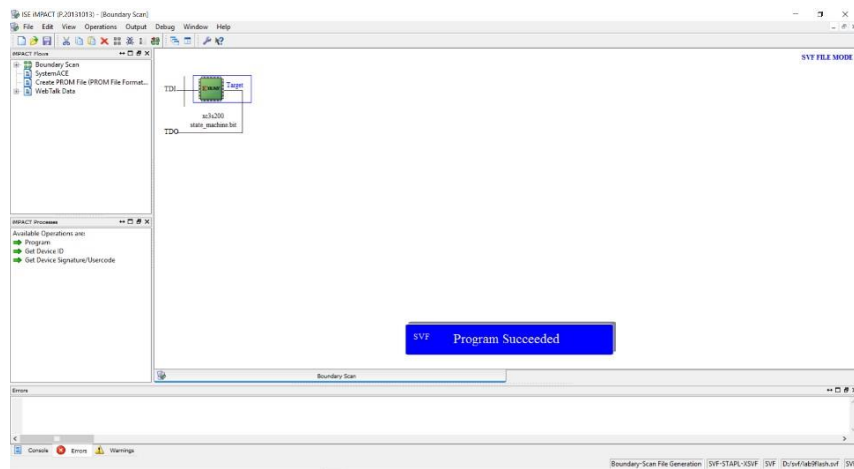 ISE iMPACT (P.20131013) - [Boundary Scan]
File Edit View Operations Output Debug Window Help
iMPACT Flows
Boundary Scan
SystemACE
Create PROM File (PROM File Format...
WebTalk Data
SVF FILE MODE
TDI
Target
xc3s200
state_machine.bit
TDO
iMPACT Processes
Available Operations are:
Program
Get Device ID
Get Device Signature/Usercode
SVF Program Succeeded
Boundary Scan
Errors
Console Errors Warnings
Boundary-Scan File Generation SVF-STAPL-XSVF SVF D:/svf/lab9flash.svf